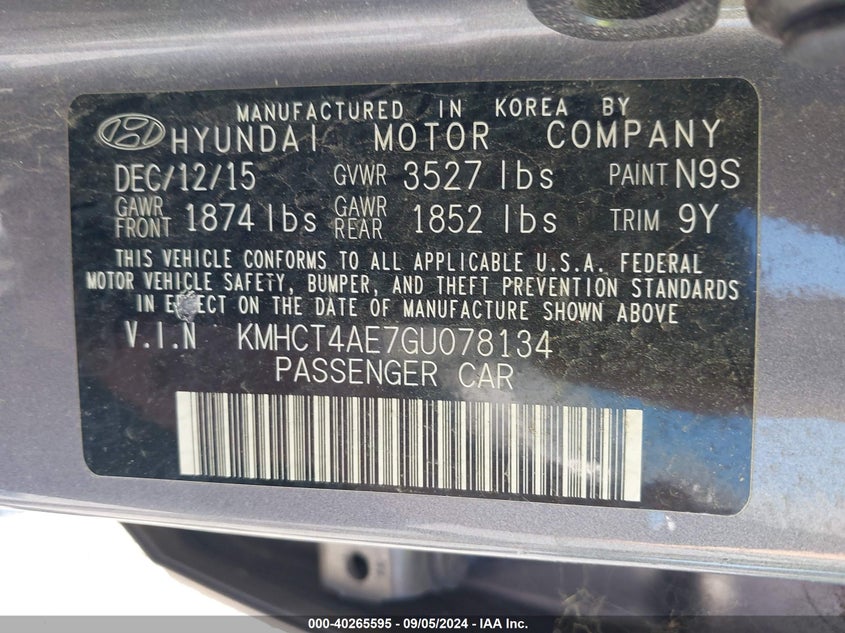 MANUFACTURED IN KOREA BY
HYUNDAI MOTOR COMPANY
DEC/12/15 GVWR 3527 lbs PAINT N9S
GAWR FRONT 1874 lbs GAWR REAR 1852 lbs TRIM 9Y
THIS VEHICLE CONFORMS TO ALL APPLICABLE U.S.A. FEDERAL
MOTOR VEHICLE SAFETY, BUMPER, AND THEFT PREVENTION STANDARDS
IN EFFECT ON THE DATE OF MANUFACTURE SHOWN ABOVE
V.I.N KMHCT4AE7GU078134
PASSENGER CAR
000-40265595 - 09/05/2024 - IAA Inc.